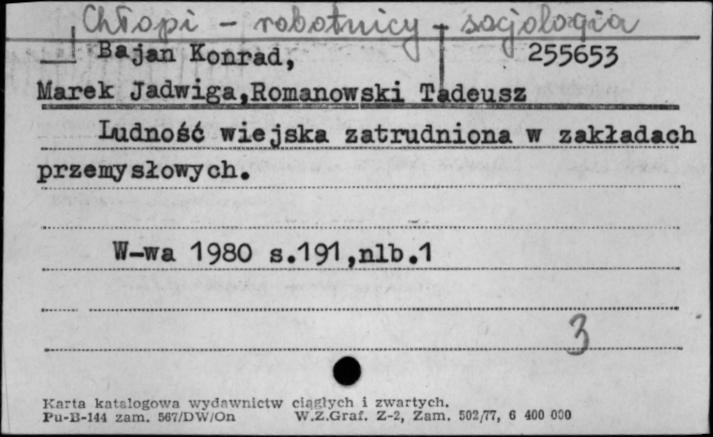 Chłopi - robotnicy - socjologia
Bajan Konrad, 255653
Marek Jadwiga,Romanowski Tadeusz
Ludność wiejska zatrudniona w zakładach
przemysłowych.
W-wa 1980 s.191,nlb.1
3
Karta katalogowa wydawnictw ciągłych i zwartych.
Pu-B-144 zam. 567/DW/On W.Z.Graf. Z-2, Zam. 502/77, 6 400 000